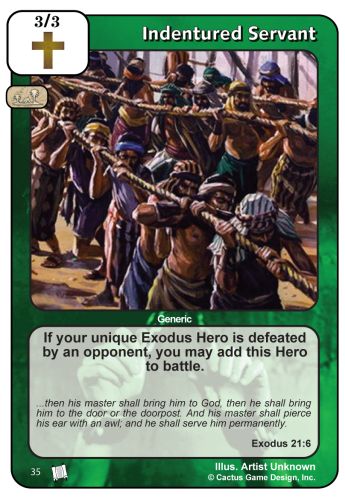 3/3
Indentured Servant
Generic
If your unique Exodus Hero is defeated
by an opponent, you may add this Hero
to battle.
...then his master shall bring him to God, then he shall bring
him to the door or the doorpost. And his master shall pierce
his ear with an awl; and he shall serve him permanently.
Exodus 21:6
35
Illus. Artist Unknown
© Cactus Game Design, Inc.